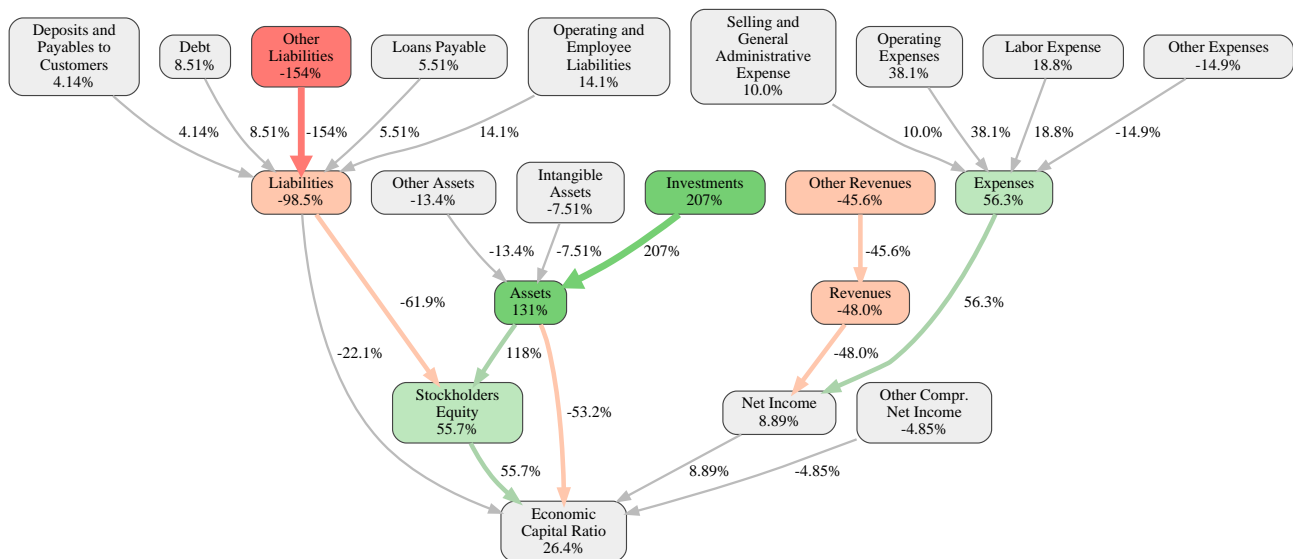 Deposits and
Payables to
Customers
4.14%
Debt
8.51%
Other
Liabilities
-154%
Loans Payable
5.51%
Operating and
Employee
Liabilities
14.1%
Selling and
General
Administrative
Expense
10.0%
Operating
Expenses
38.1%
Labor Expense
18.8%
Other Expenses
-14.9%
4.14%
8.51%
-154%
5.51%
14.1%
10.0%
38.1%
18.8%
-14.9%
Liabilities
-98.5%
Other Assets
-13.4%
Intangible
Assets
-7.51%
Investments
207%
Other Revenues
-45.6%
Expenses
56.3%
-13.4%
-7.51%
207%
-45.6%
-61.9%
Assets
131%
Revenues
-48.0%
56.3%
-22.1%
118%
-48.0%
Stockholders
Equity
55.7%
-53.2%
Net Income
8.89%
Other Compr.
Net Income
-4.85%
55.7%
8.89%
-4.85%
Economic
Capital Ratio
26.4%